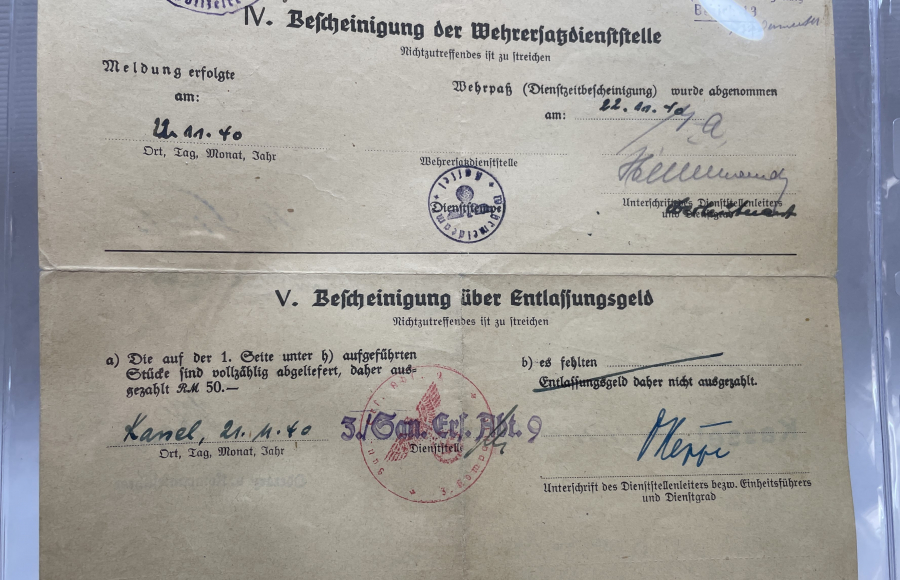 IV. Bescheinigung der Wehrersatzdienststelle
Nichtzutreffendes ist zu streichen
Meldung erfolgte
am:
11.40
Ort, Tag, Monat, Jahr
Wehrpaß (Dienstzeitbescheinigung) wurde abgenommen
am: 22.11.40
Wehrersatzdienststelle
Dienststempel
Kassel
Unterschrift des Dienststellenleiters
und Dienstgrad
V. Bescheinigung über Entlassungsgeld
Nichtzutreffendes ist zu streichen
a) Die auf der 1. Seite unter h) aufgeführten
Stücke sind vollzählig abgeliefert, daher aus-
gezahlt RM 50.—
Kassel, 21.11.40
Ort, Tag, Monat, Jahr
3./San. Ers. Abt. 9
Dienststelle
b) es fehlten
Entlassungsgeld daher nicht ausgezahlt.
Unterschrift des Dienststellenleiters bezw. Einheitsführers
und Dienstgrad